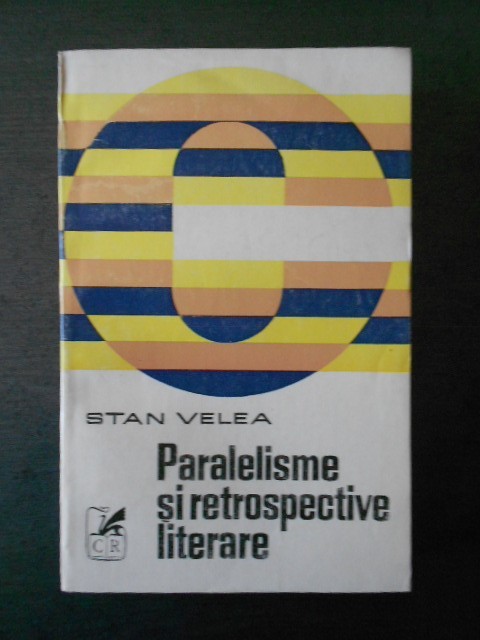 STAN VELEA
Paralelisme
și retrospective
literare
CR